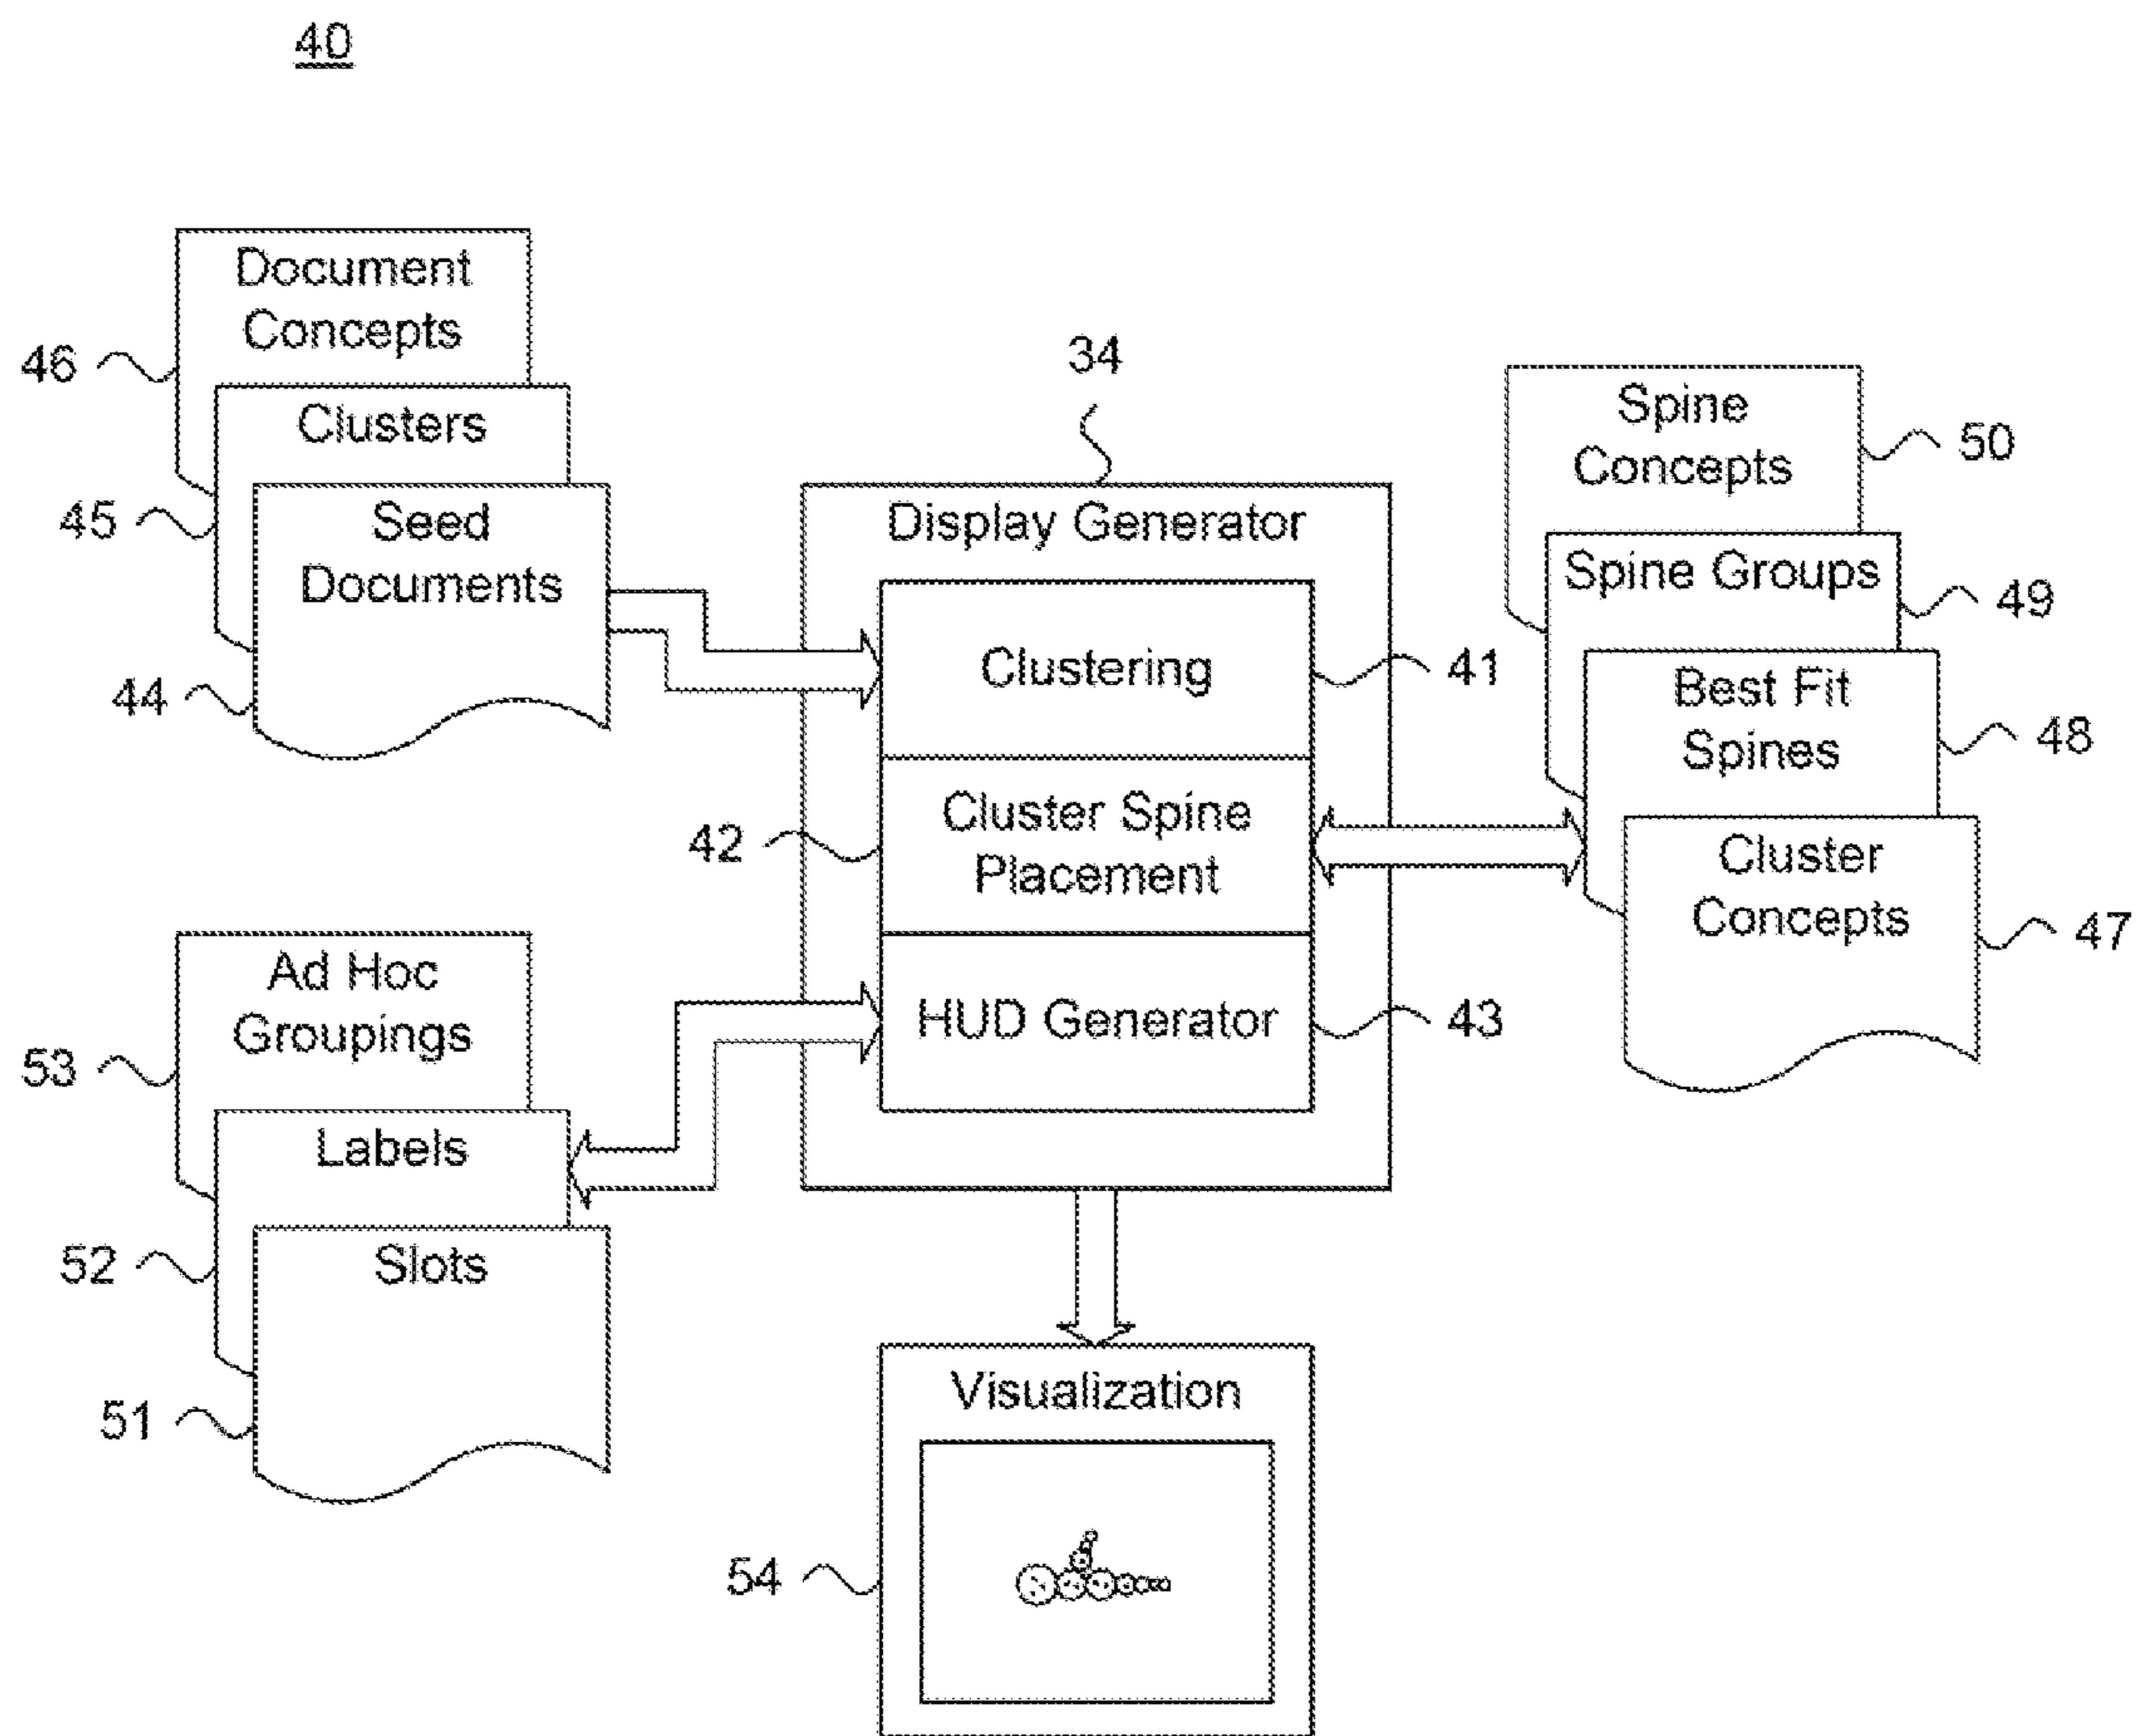 40
Document
Concepts
46
Clusters
45
Seed
Documents
44
34
Display Generator
Clustering
41
Cluster Spine
Placement
42
HUD Generator
43
Spine
Concepts
50
Spine Groups
49
Best Fit
Spines
48
Cluster
Concepts
47
Ad Hoc
Groupings
53
Labels
52
Slots
51
Visualization
54